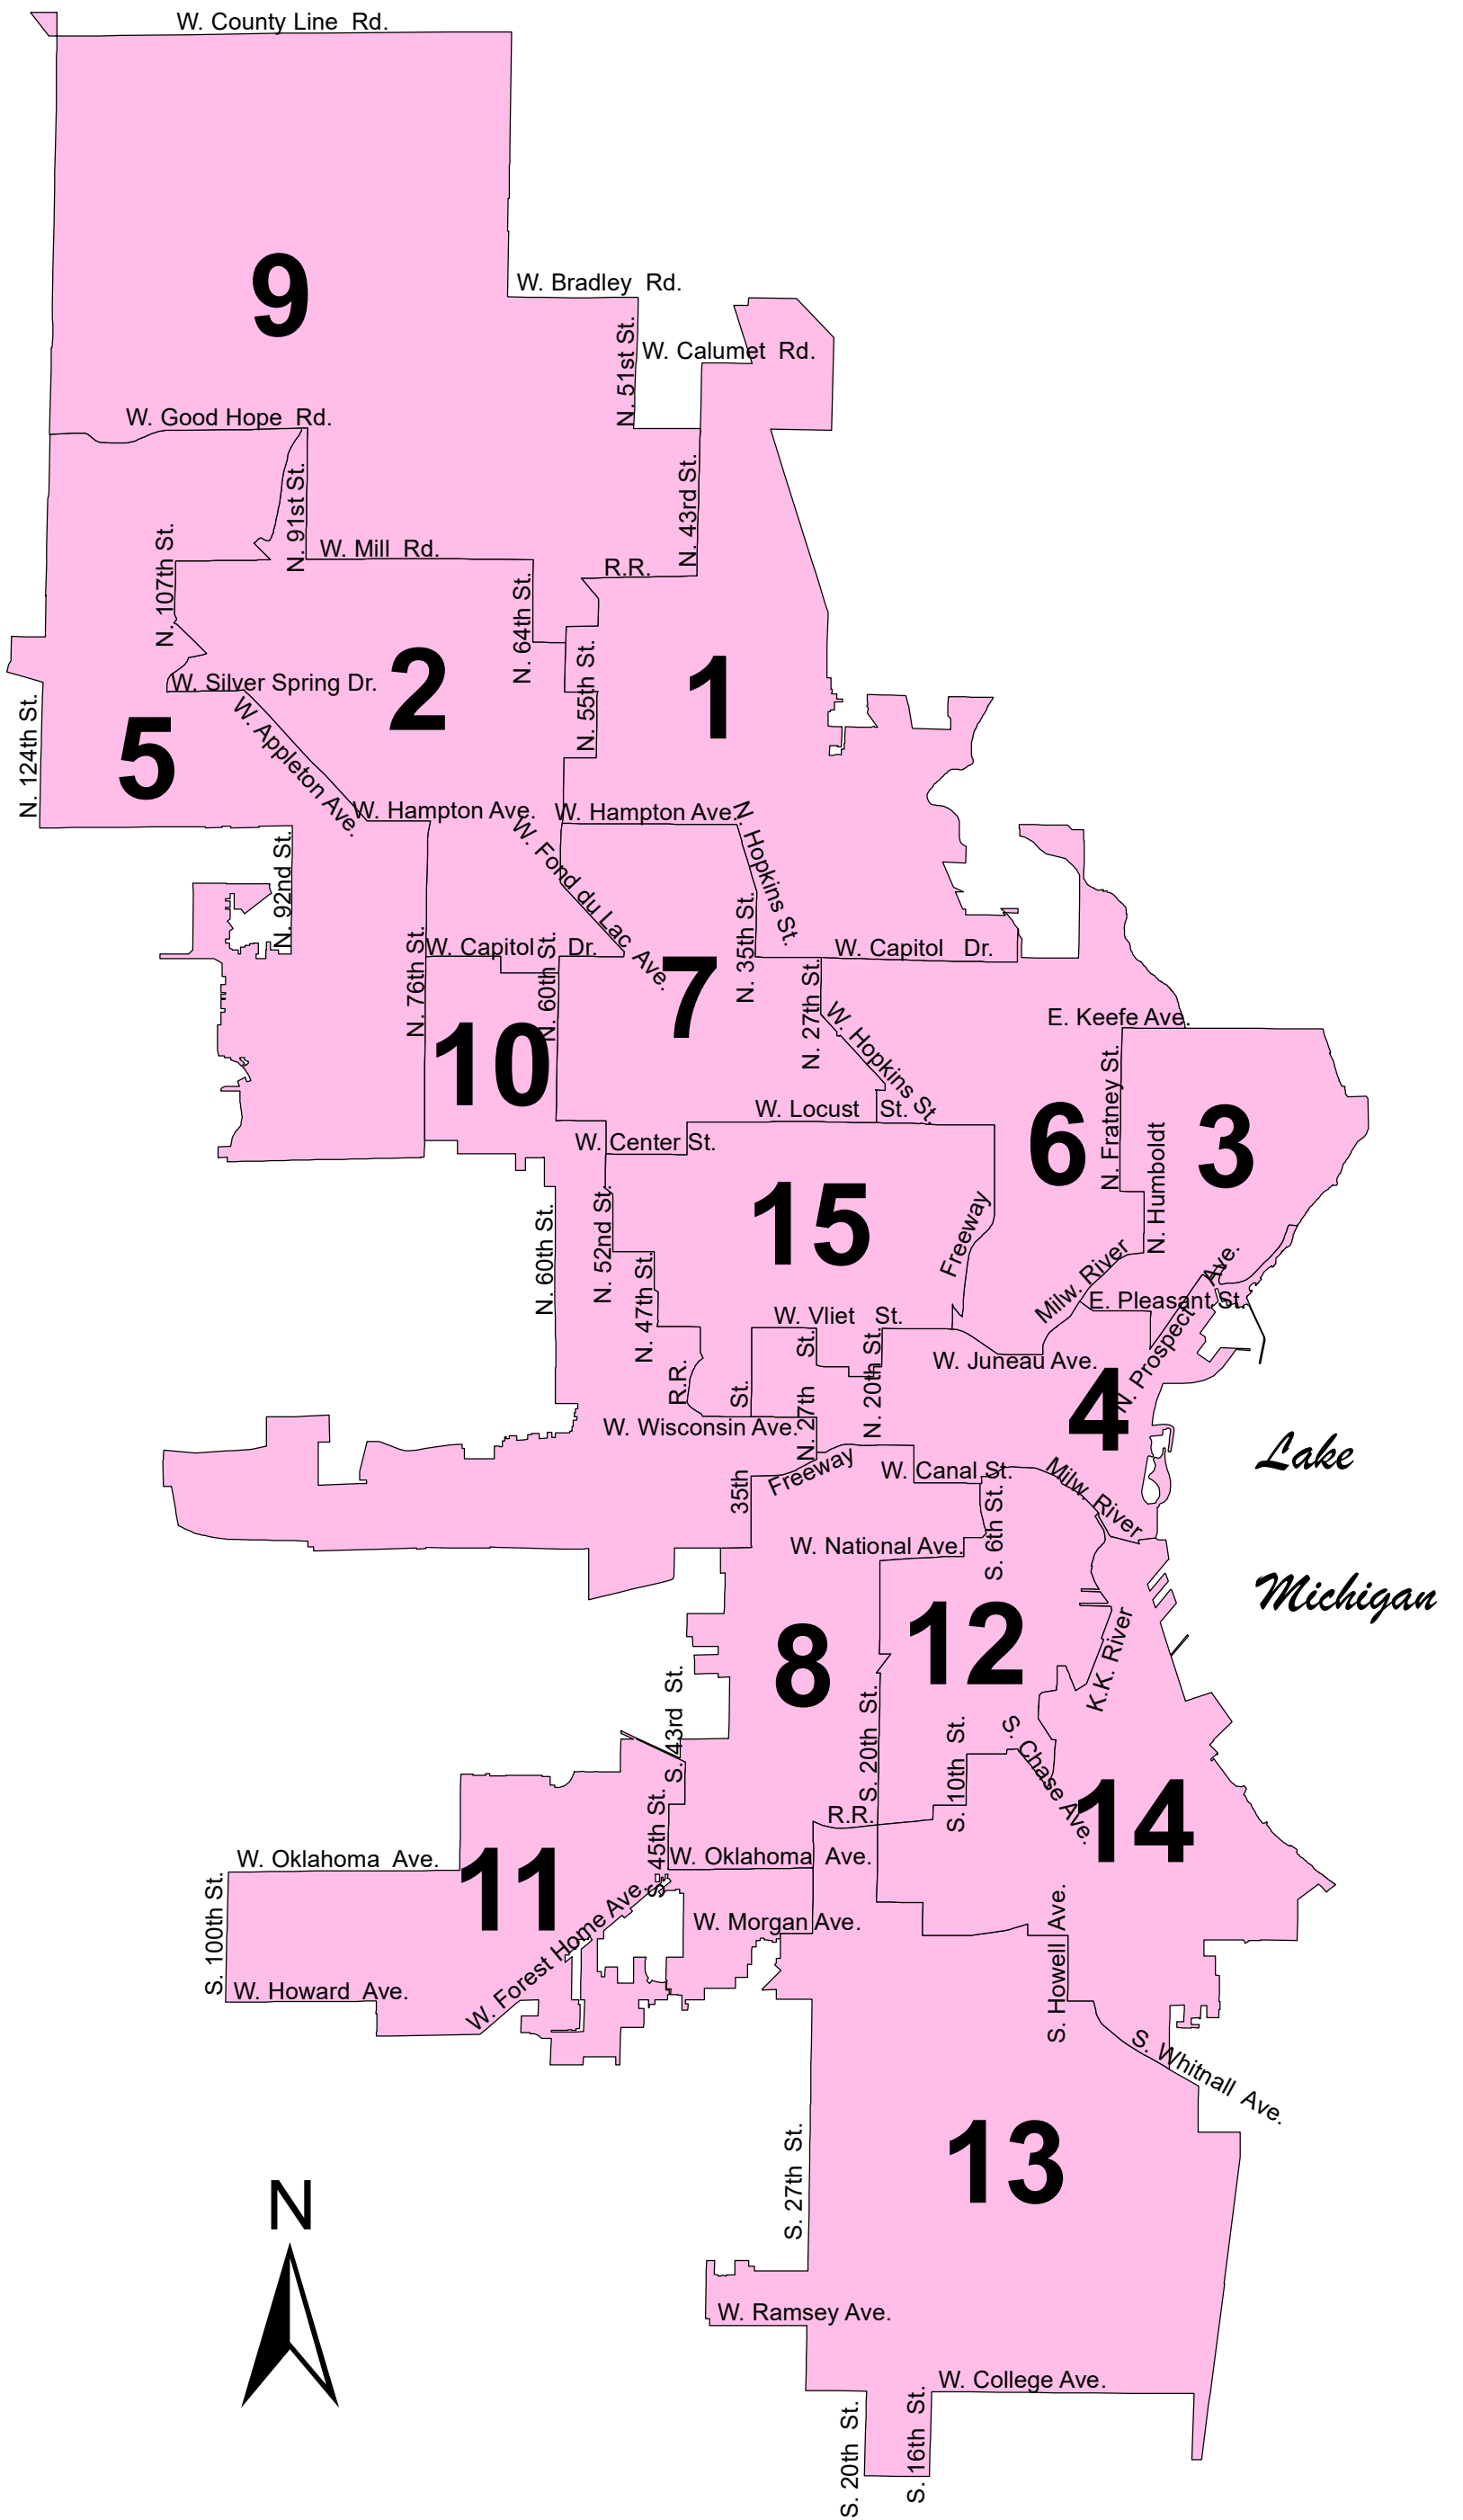 W. County Line Rd.
9
W. Bradley Rd.
N. 51st St.
W. Calumet Rd.
W. Good Hope Rd.
N. 91st St.
N. 43rd St.
N. 107th St.
W. Mill Rd.
R.R.
N. 64th St.
2
1
N. 55th St.
W. Silver Spring Dr.
5
N. 124th St.
W. Appleton Ave.
W. Hampton Ave.
W. Hampton Ave.
N. Hopkins St.
W. Fond du Lac Ave.
N. 92nd St.
N. 76th St.
W. Capitol Dr.
N. 60th St.
7
N. 35th St.
W. Capitol Dr.
N. 27th St.
W. Hopkins St.
10
E. Keefe Ave.
N. Fratney St.
6
3
W. Locust St.
W. Center St.
N. Humboldt
15
Freeway
N. 60th St.
N. 52nd St.
N. 47th St.
Milw. River
E. Pleasant St.
N. Prospect Ave.
W. Vliet St.
R.R.
35th St.
N. 27th St.
N. 20th St.
W. Juneau Ave.
4
W. Wisconsin Ave.
Freeway
W. Canal St.
Milw. River
Lake
Michigan
S. 6th St.
W. National Ave.
12
8
K.K. River
S. 43rd St.
S. 20th St.
S. 10th St.
S. Chase Ave.
14
R.R.
S. 45th St.
W. Oklahoma Ave.
W. Oklahoma Ave.
11
S. 100th St.
W. Forest Home Ave.
W. Morgan Ave.
W. Howard Ave.
S. Howell Ave.
S. Whitnall Ave.
13
S. 27th St.
N
W. Ramsey Ave.
W. College Ave.
S. 20th St.
S. 16th St.